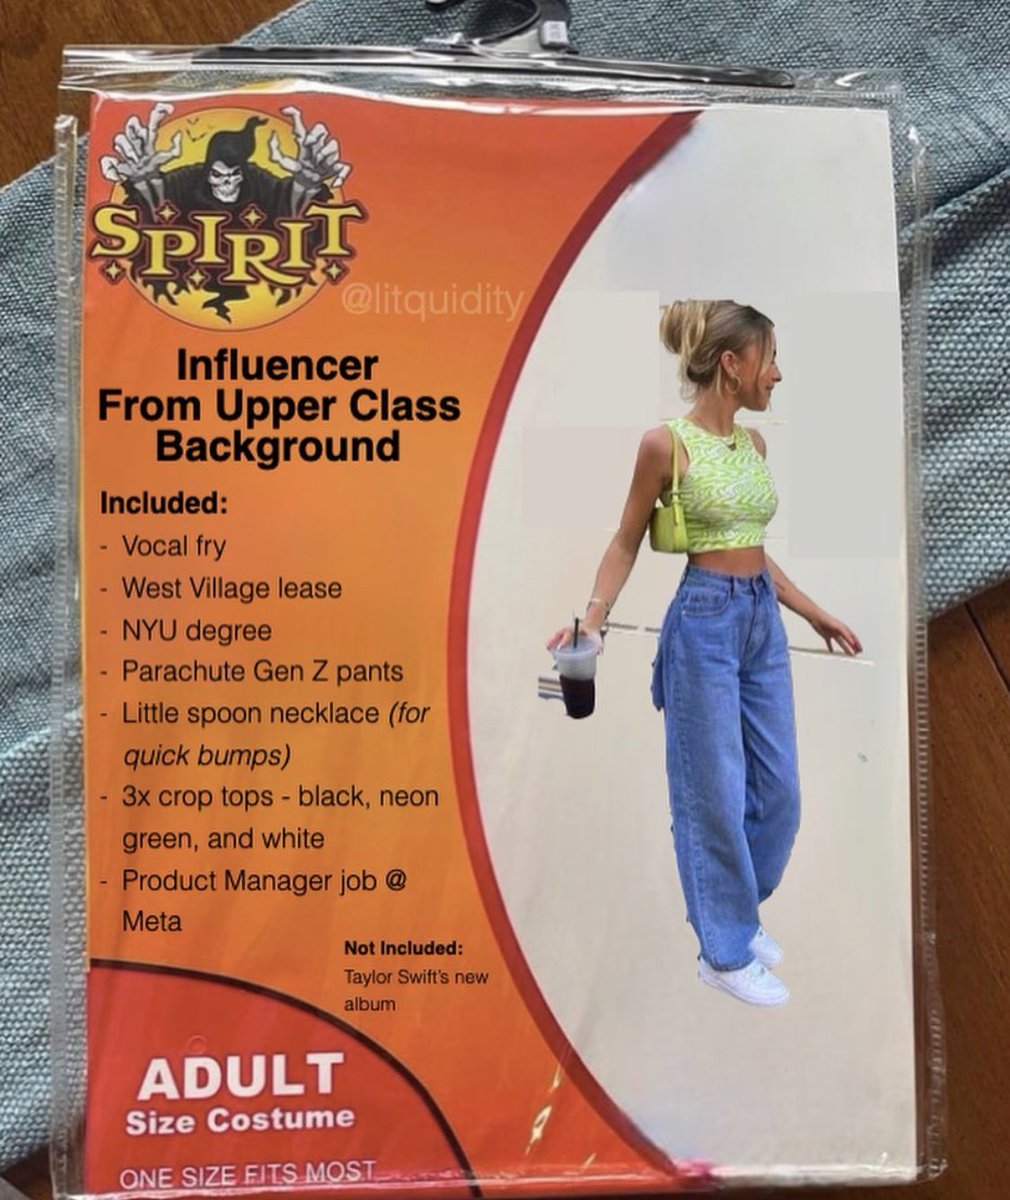 SPIRIT
@litquidity
Influencer
From Upper Class
Background
Included:
- Vocal fry
- West Village lease
- NYU degree
- Parachute Gen Z pants
- Little spoon necklace (for
quick bumps)
- 3x crop tops - black, neon
green, and white
- Product Manager job @
Meta
Not Included:
Taylor Swift's new
album
ADULT
Size Costume
ONE SIZE FITS MOST